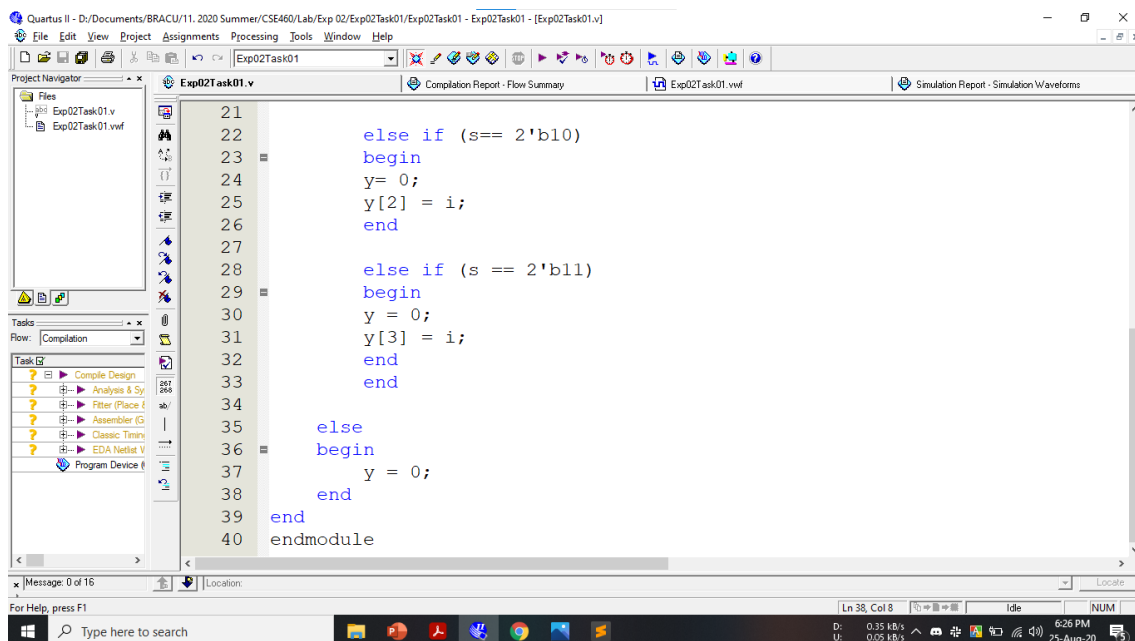 Quartus II - D:/Documents/BRACU/11. 2020 Summer/CSE460/Lab/Exp 02/Exp02Task01/Exp02Task01 - Exp02Task01 - [Exp02Task01.v]
File Edit View Project Assignments Processing Tools Window Help
Exp02Task01
Project Navigator
Files
Exp02Task01.v
Exp02Task01.vwf
Exp02Task01.v
Compilation Report - Flow Summary
Exp02Task01.vwf
Simulation Report - Simulation Waveforms
21
22 else if (s== 2'b10)
23 begin
24 y= 0;
25 y[2] = i;
26 end
27
28 else if (s == 2'b11)
29 begin
30 y = 0;
31 y[3] = i;
32 end
33 end
34
35 else
36 begin
37 y = 0;
38 end
39 end
40 endmodule
Tasks
Flow: Compilation
Task
Compile Design
Analysis & Sy
Fitter (Place &
Assembler (G
Classic Timing
EDA Netlist W
Program Device (
267
268
ab/
Message: 0 of 16
Location:
Locate
For Help, press F1
Ln 38, Col 8
Idle
NUM
Type here to search
D: 0.35 kB/s
U: 0.05 kB/s
6:26 PM
25-Aug-20